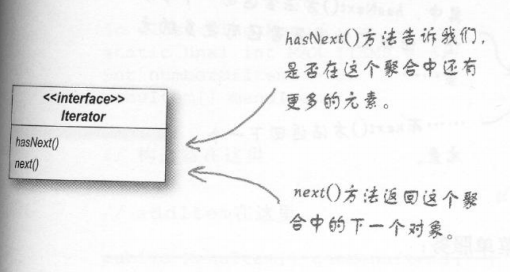 hasNext()方法告诉我们，
是否在这个聚合中还有
更多的元素。
<<interface>>
Iterator
hasNext()
next()
next()方法返回这个聚
合中的下一个对象。